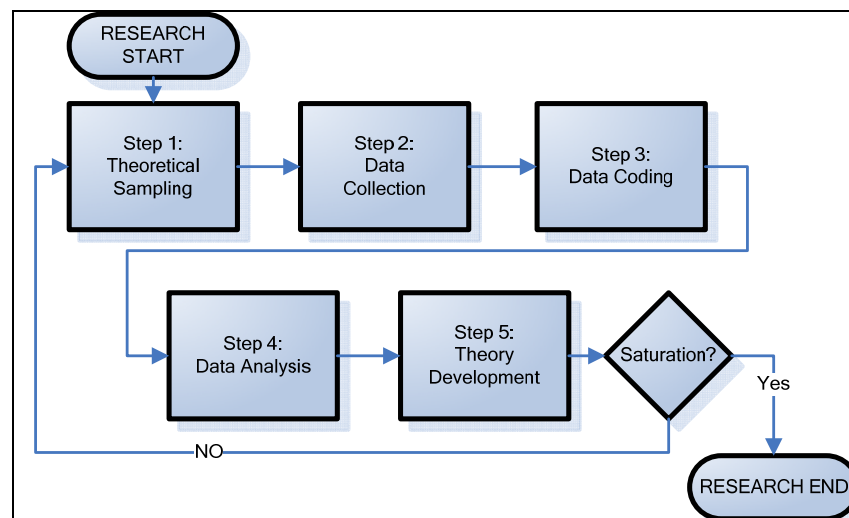 RESEARCH
START
Step 1:
Theoretical
Sampling
Step 2:
Data
Collection
Step 3:
Data Coding
Step 4:
Data Analysis
Step 5:
Theory
Development
Saturation?
Yes
NO
RESEARCH END